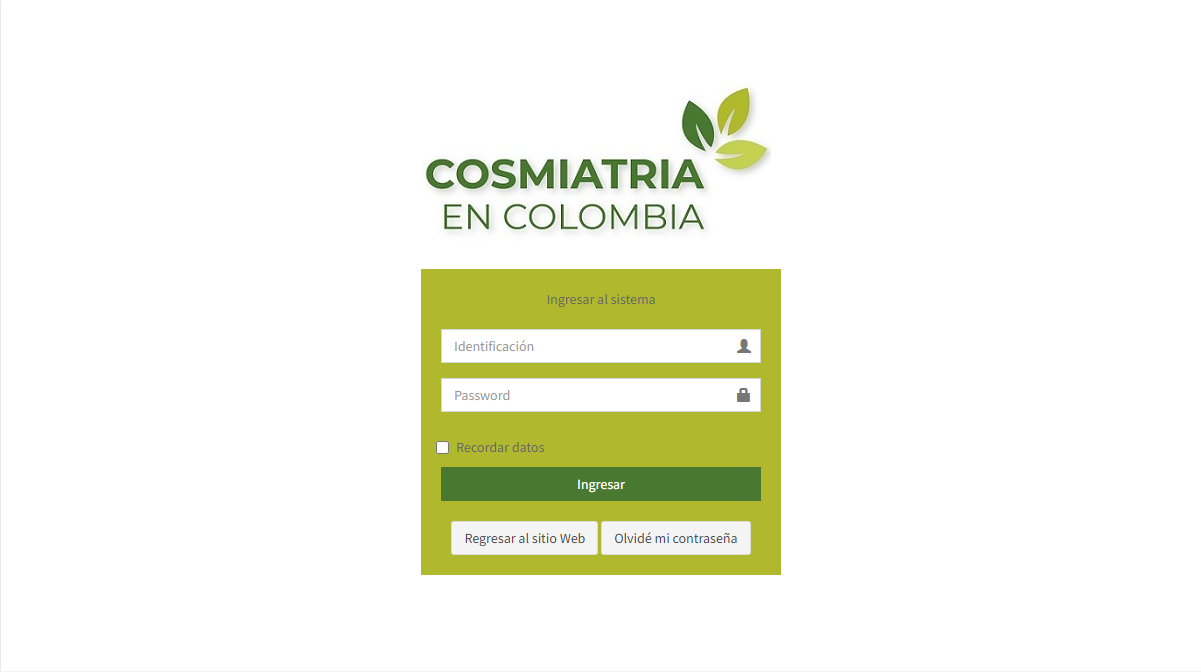 COSMIATRIA
EN COLOMBIA
Ingresar al sistema
Identificación
Password
Recordar datos
Ingresar
Regresar al sitio Web
Olvidé mi contraseña